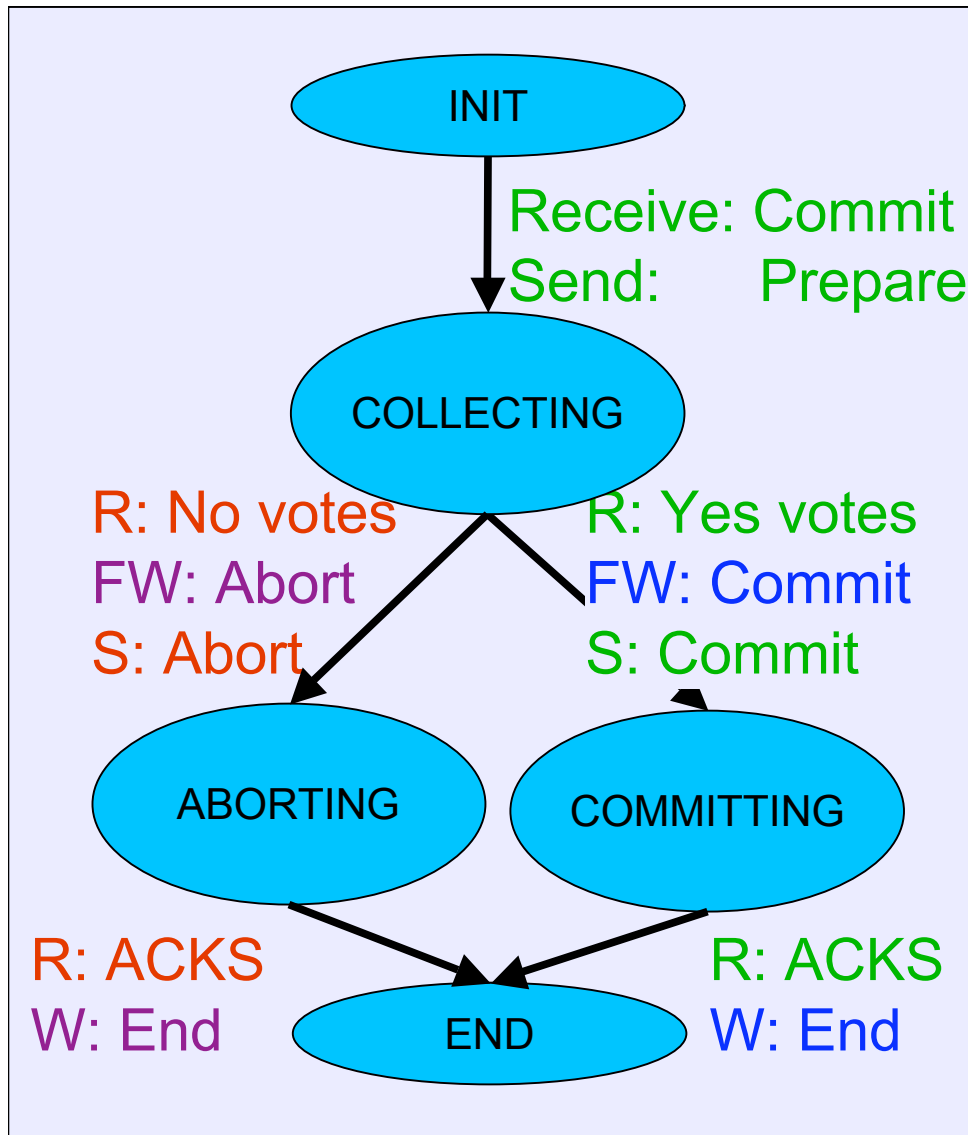 INIT
Receive: Commit
Send: Prepare
COLLECTING
R: No votes
FW: Abort
S: Abort
R: Yes votes
FW: Commit
S: Commit
ABORTING
COMMITTING
R: ACKS
W: End
R: ACKS
W: End
END